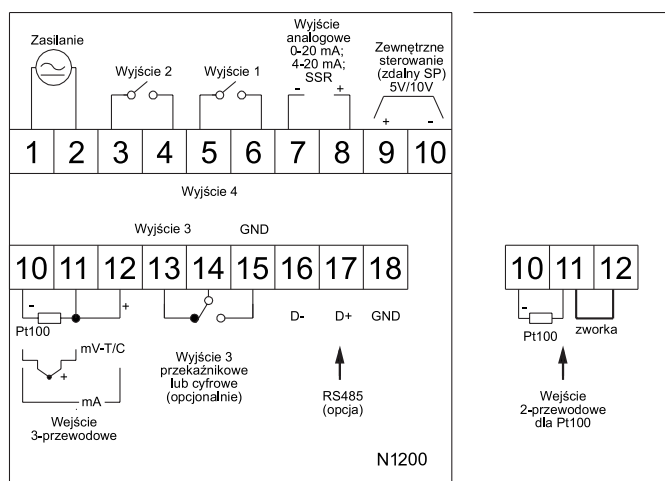 Zasilanie
Wyjście 2
Wyjście 1
Wyjście
analogowe
0-20 mA;
4-20 mA;
SSR
- +
Zewnętrzne
sterowanie
(zdalny SP)
5V/10V
+ -
1 2 3 4 5 6 7 8 9 10
Wyjście 4
Wyjście 3 GND
10 11 12 13 14 15 16 17 18
- +
Pt100
mV-T/C
+
mA
Wejście
3-przewodowe
Wyjście 3
przekaźnikowe
lub cyfrowe
(opcjonalnie)
D- D+ GND
RS485
(opcja)
N1200
10 11 12
-
Pt100 zworka
Wejście
2-przewodowe
dla Pt100